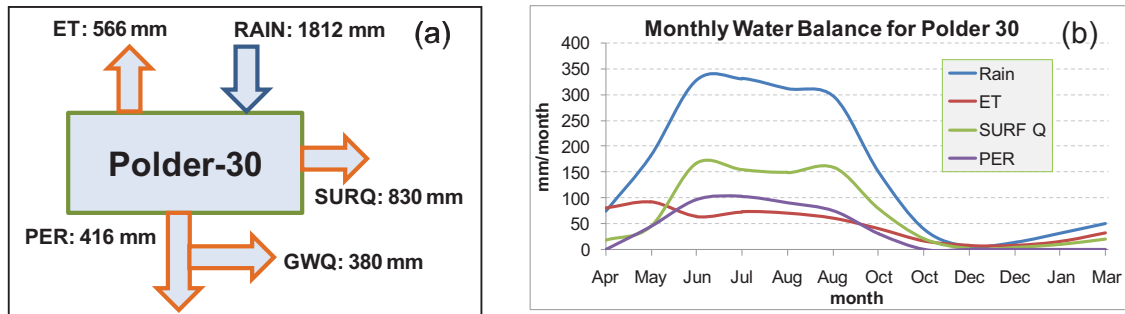 ET: 566 mm
RAIN: 1812 mm
(a)
Polder-30
SURQ: 830 mm
PER: 416 mm
GWQ: 380 mm
Monthly Water Balance for Polder 30
(b)
400
350
300
250
200
150
100
50
0
mm/month
Rain
ET
SURF Q
PER
Apr May Jun Jul Aug Aug Oct Oct Dec Dec Jan Mar
month